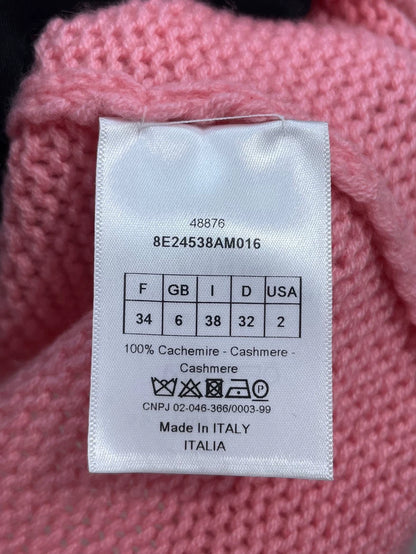 48876
8E24538AM016
F GB I D USA
34 6 38 32 2
100% Cachemire - Cashmere -
Cashmere
P
CNPJ 02-046-366/0003-99
Made In ITALY
ITALIA